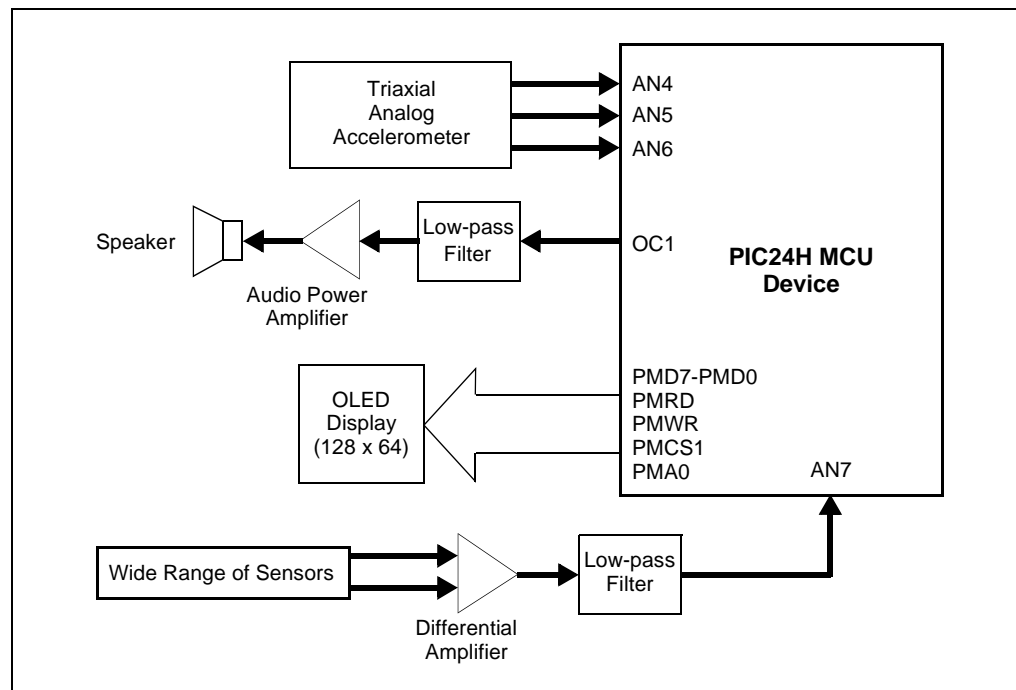 Triaxial
Analog
Accelerometer
AN4
AN5
AN6
Speaker
Audio Power
Amplifier
Low-pass
Filter
OC1
PIC24H MCU
Device
OLED
Display
(128 x 64)
PMD7-PMD0
PMRD
PMWR
PMCS1
PMA0
AN7
Wide Range of Sensors
Differential
Amplifier
Low-pass
Filter